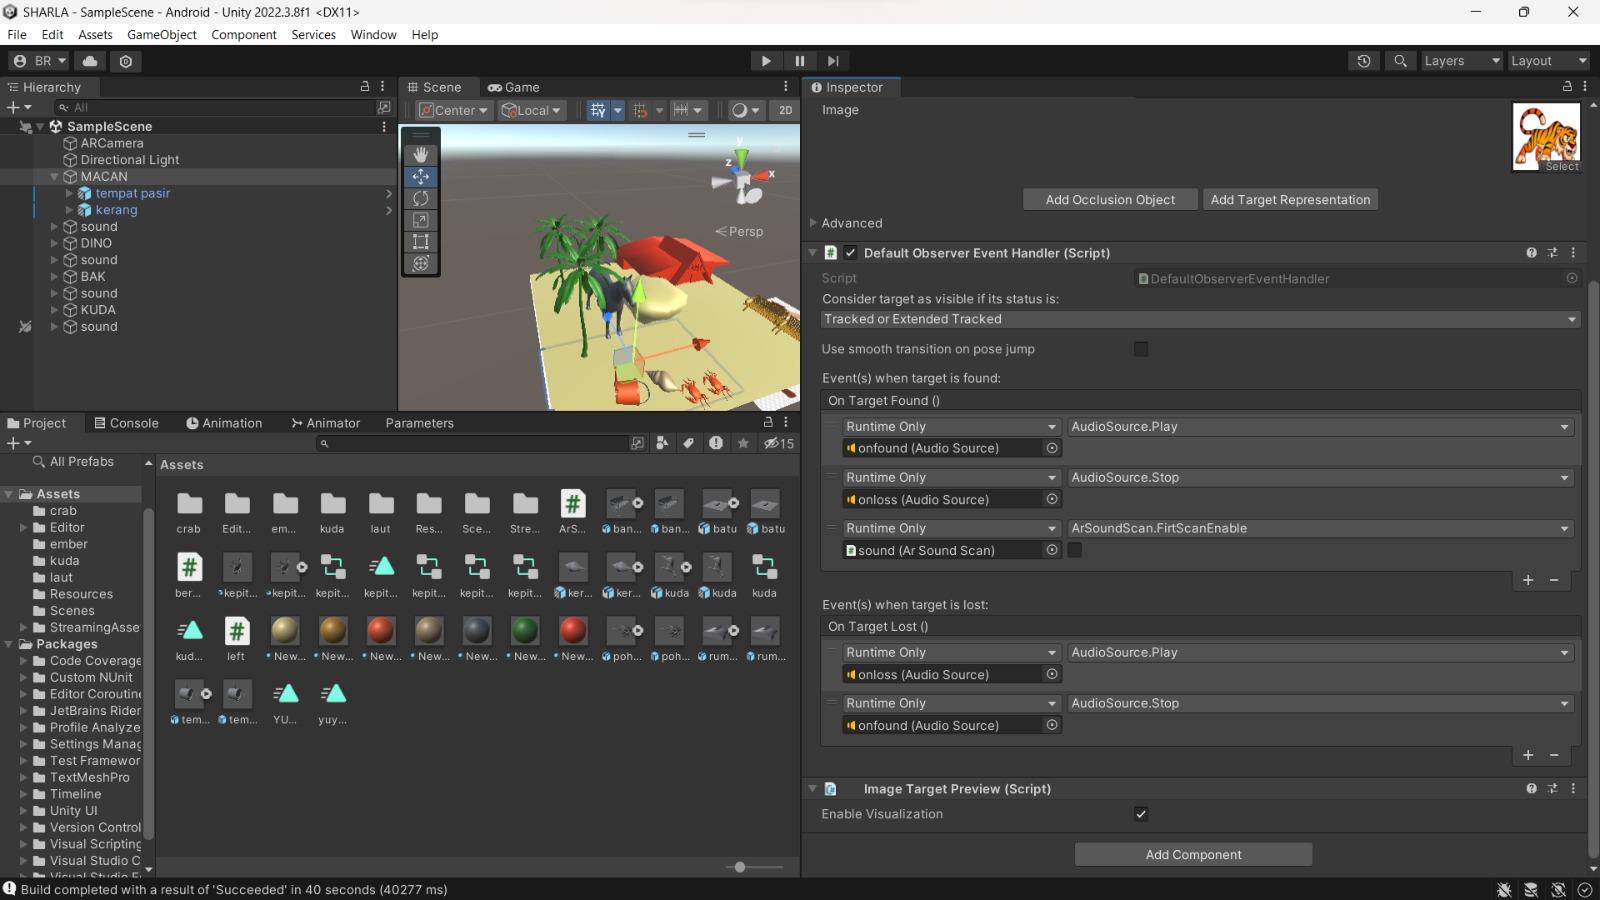 SHARLA - SampleScene - Android - Unity 2022.3.8f1 <DX11>
File Edit Assets GameObject Component Services Window Help
BR
Layers
Layout
Hierarchy
All
SampleScene
ARCamera
Directional Light
MACAN
tempat pasir
kerang
sound
DINO
sound
BAK
sound
KUDA
sound
Scene
Game
Center
Local
2D
y
z
x
Persp
Inspector
Image
Select
Add Occlusion Object
Add Target Representation
Advanced
Default Observer Event Handler (Script)
Script
DefaultObserverEventHandler
Consider target as visible if its status is:
Tracked or Extended Tracked
Use smooth transition on pose jump
Event(s) when target is found:
On Target Found ()
Runtime Only
AudioSource.Play
onfound (Audio Source)
Runtime Only
AudioSource.Stop
onloss (Audio Source)
Runtime Only
ArSoundScan.FirtScanEnable
sound (Ar Sound Scan)
Event(s) when target is lost:
On Target Lost ()
Runtime Only
AudioSource.Play
onloss (Audio Source)
Runtime Only
AudioSource.Stop
onfound (Audio Source)
Image Target Preview (Script)
Enable Visualization
Add Component
Project
Console
Animation
Animator
Parameters
15
All Prefabs
Assets
crab
Editor
ember
kuda
laut
Resources
Scenes
StreamingAsse
Packages
Code Coverage
Custom NUnit
Editor Coroutine
JetBrains Rider
Profile Analyze
Settings Manag
Test Framewor
TextMeshPro
Timeline
Unity UI
Version Control
Visual Scripting
Visual Studio C
Visual Studio E
Assets
crab Edit... em... kuda laut Res... Sce... Stre... ArS... ban... ban... batu batu
ber... kepit... kepit... kepit... kepit... kepit... kepit... kepit... ker... ker... kuda kuda kuda
kud... left New... New... New... New... New... New... New... poh... poh... rum... rum...
tem... tem... YU... yuy...
Build completed with a result of 'Succeeded' in 40 seconds (40277 ms)